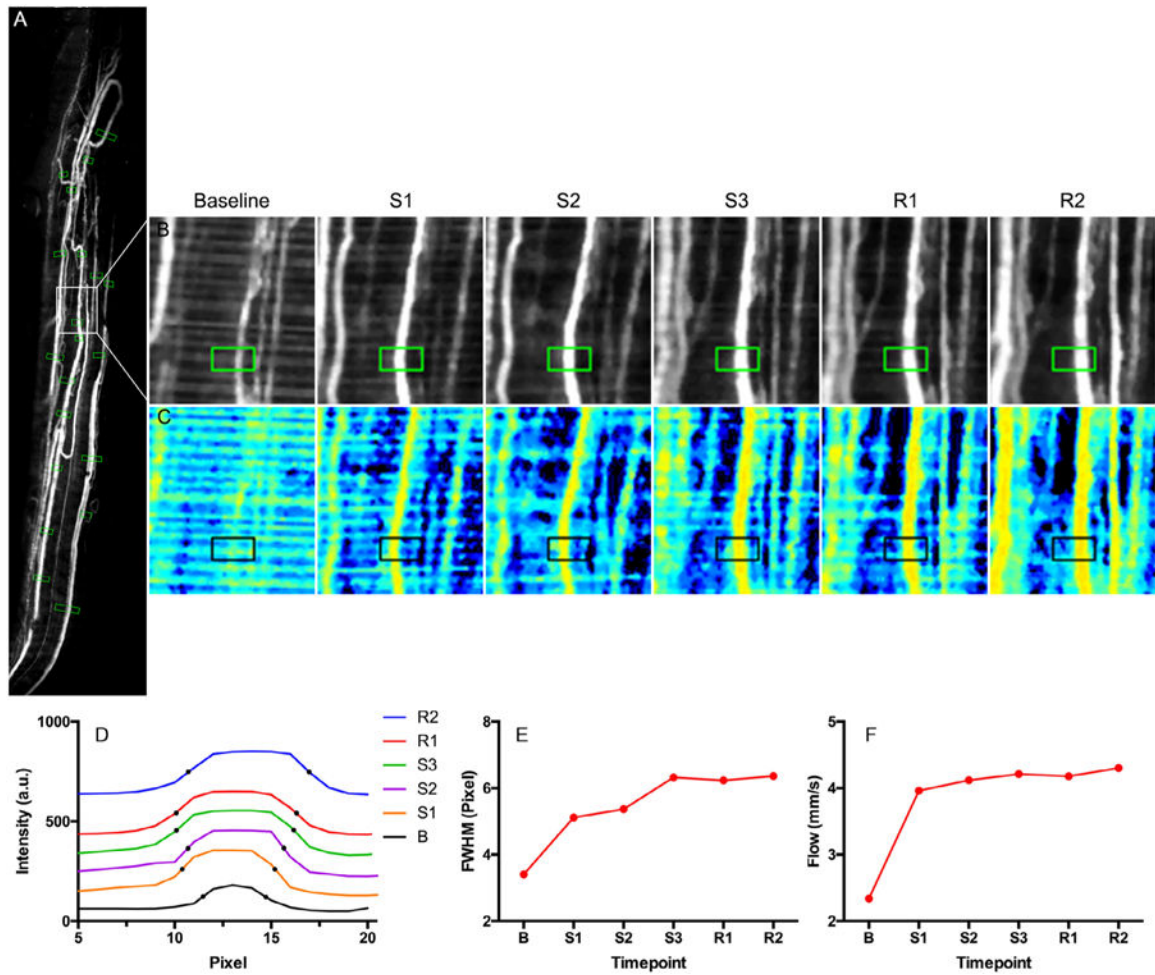 A
Baseline S1 S2 S3 R1 R2
B
C
D
1000
500
0
Intensity (a.u.)
5 10 15 20
Pixel
R2
R1
S3
S2
S1
B
E
8
6
4
2
FWHM (Pixel)
B S1 S2 S3 R1 R2
Timepoint
F
5
4
3
2
Flow (mm/s)
B S1 S2 S3 R1 R2
Timepoint